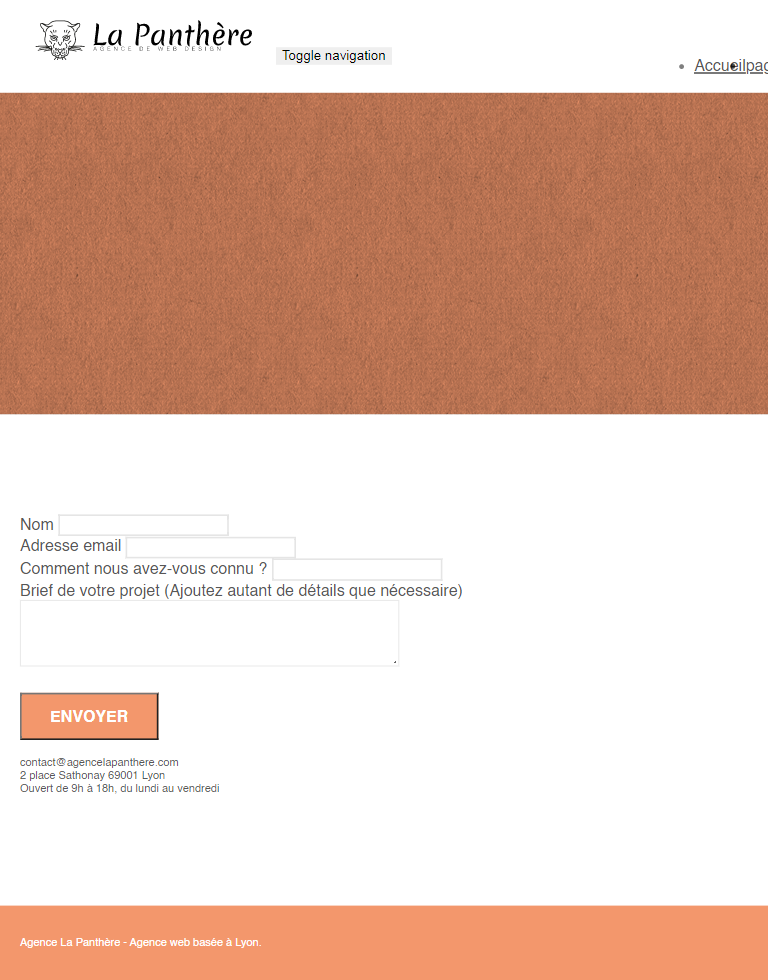 La Panthère
AGENCE DE WEB DESIGN
Toggle navigation
Accueil
Nom
Adresse email
Comment nous avez-vous connu ?
Brief de votre projet (Ajoutez autant de détails que nécessaire)
ENVOYER
contact@agencelapanthere.com
2 place Sathonay 69001 Lyon
Ouvert de 9h à 18h, du lundi au vendredi
Agence La Panthère - Agence web basée à Lyon.